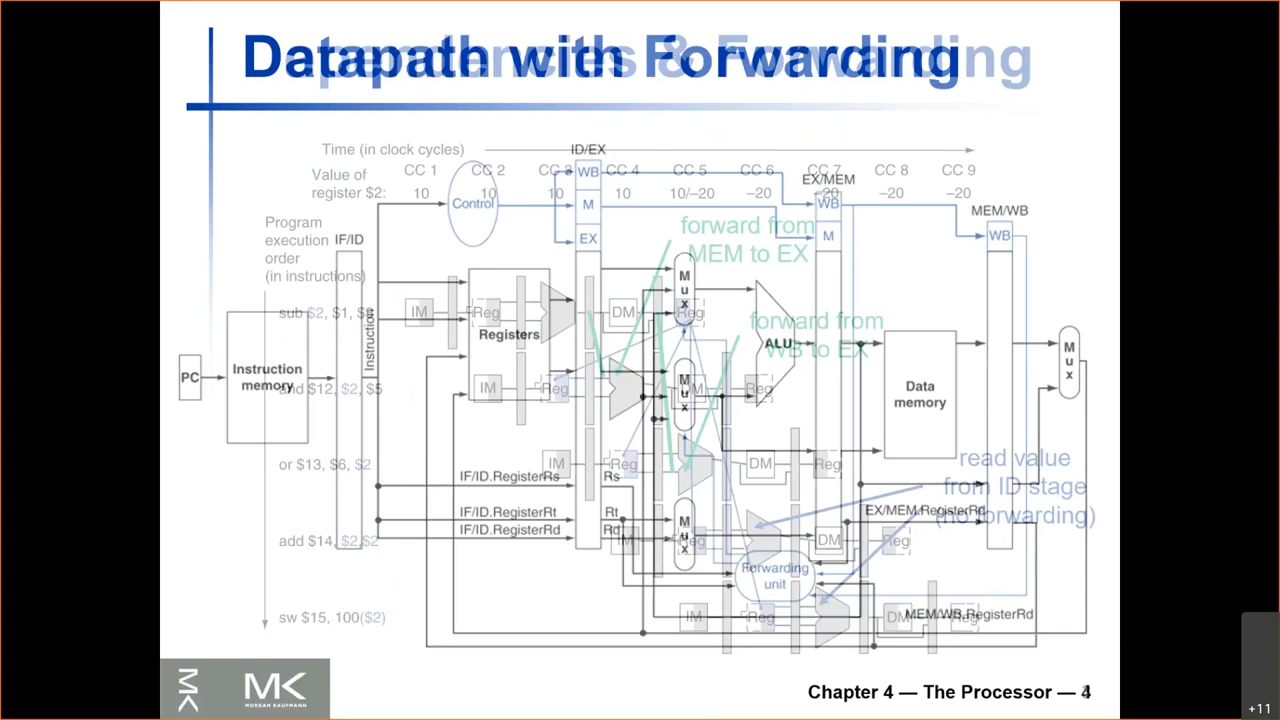 Datapath with Forwarding
Dependencies & Forwarding
Time (in clock cycles)
ID/EX
CC 1 CC 2 CC 3 CC 4 CC 5 CC 6 CC 7 CC 8 CC 9
Value of
register $2:
10 10 10 10 10/–20 –20 –20 –20 –20
WB
M
EX
Control
EX/MEM
WB
M
MEM/WB
WB
Program
execution
order
(in instructions)
IF/ID
forward from
MEM to EX
forward from
WB to EX
sub $2, $1,
IM Reg DM Reg
Instruction
Registers
Mux
ALU
PC
Instruction
memory
and $12, $2, $5
IM Reg DM Reg
Mux
Data
memory
Mux
or $13, $6, $2
IM Reg DM Reg
read value
from ID stage
(no forwarding)
IF/ID.RegisterRs Rs
IF/ID.RegisterRt Rt
IF/ID.RegisterRd Rd
Mux
EX/MEM.RegisterRd
add $14, $2,$2
IM Reg DM Reg
Forwarding
unit
sw $15, 100($2)
IM Reg DM Reg
MEM/WB.RegisterRd
MK
MK
MORGAN KAUFMANN
Chapter 4 — The Processor —
+11